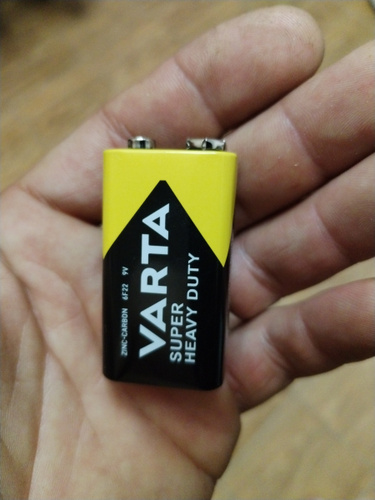 VARTA
SUPER
HEAVY DUTY
ZINC-CARBON 6F22 9V